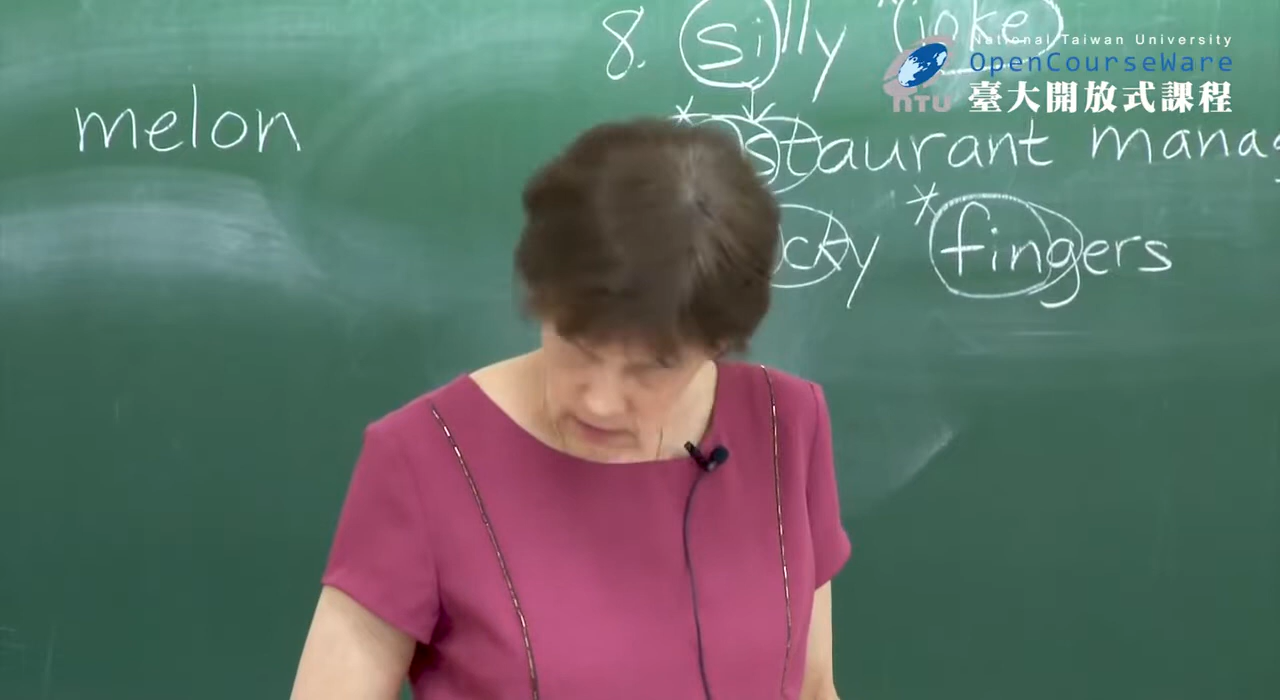 8. silly *joke
National Taiwan University
OpenCourseWare
NTU 臺大開放式課程
melon
*staurant manag
cky *fingers